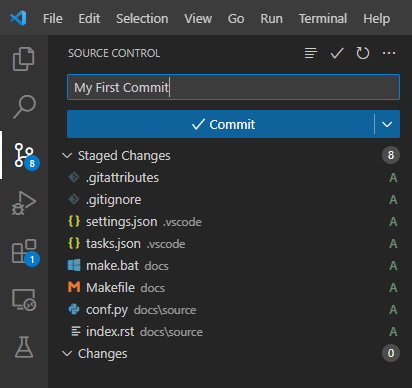 File Edit Selection View Go Run Terminal Help
SOURCE CONTROL
My First Commit
Commit
8
Staged Changes 8
.gitattributes A
.gitignore A
settings.json .vscode A
tasks.json .vscode A
1
make.bat docs A
Makefile docs A
conf.py docs\source A
index.rst docs\source A
Changes 0